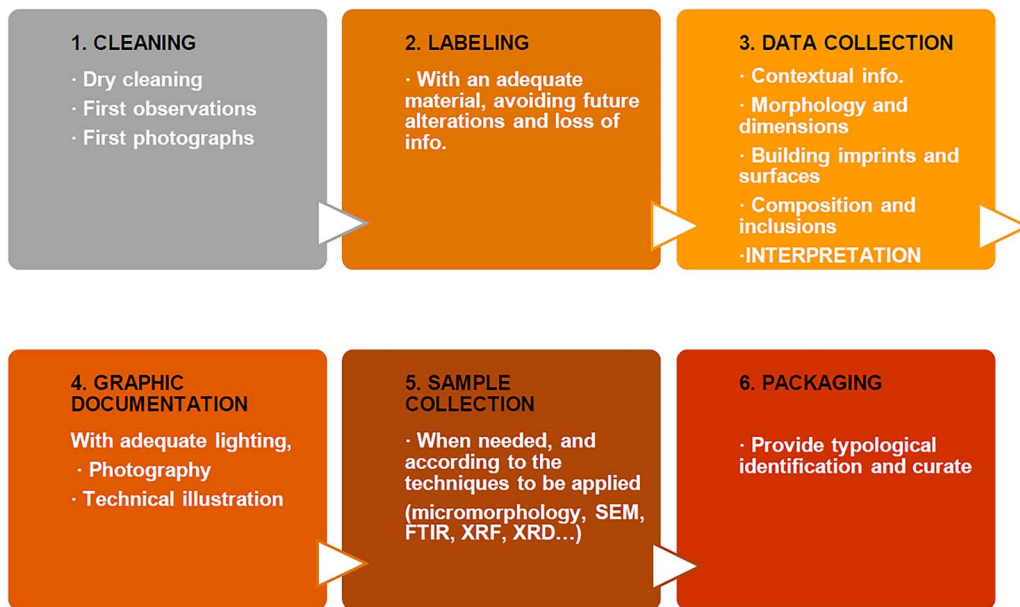 1. CLEANING
· Dry cleaning
· First observations
· First photographs
2. LABELING
· With an adequate
material, avoiding future
alterations and loss of
info.
3. DATA COLLECTION
· Contextual info.
· Morphology and
dimensions
· Building imprints and
surfaces
· Composition and
inclusions
·INTERPRETATION
4. GRAPHIC
DOCUMENTATION
With adequate lighting,
· Photography
· Technical illustration
5. SAMPLE
COLLECTION
· When needed, and
according to the
techniques to be applied
(micromorphology, SEM,
FTIR, XRF, XRD...)
6. PACKAGING
· Provide typological
identification and curate